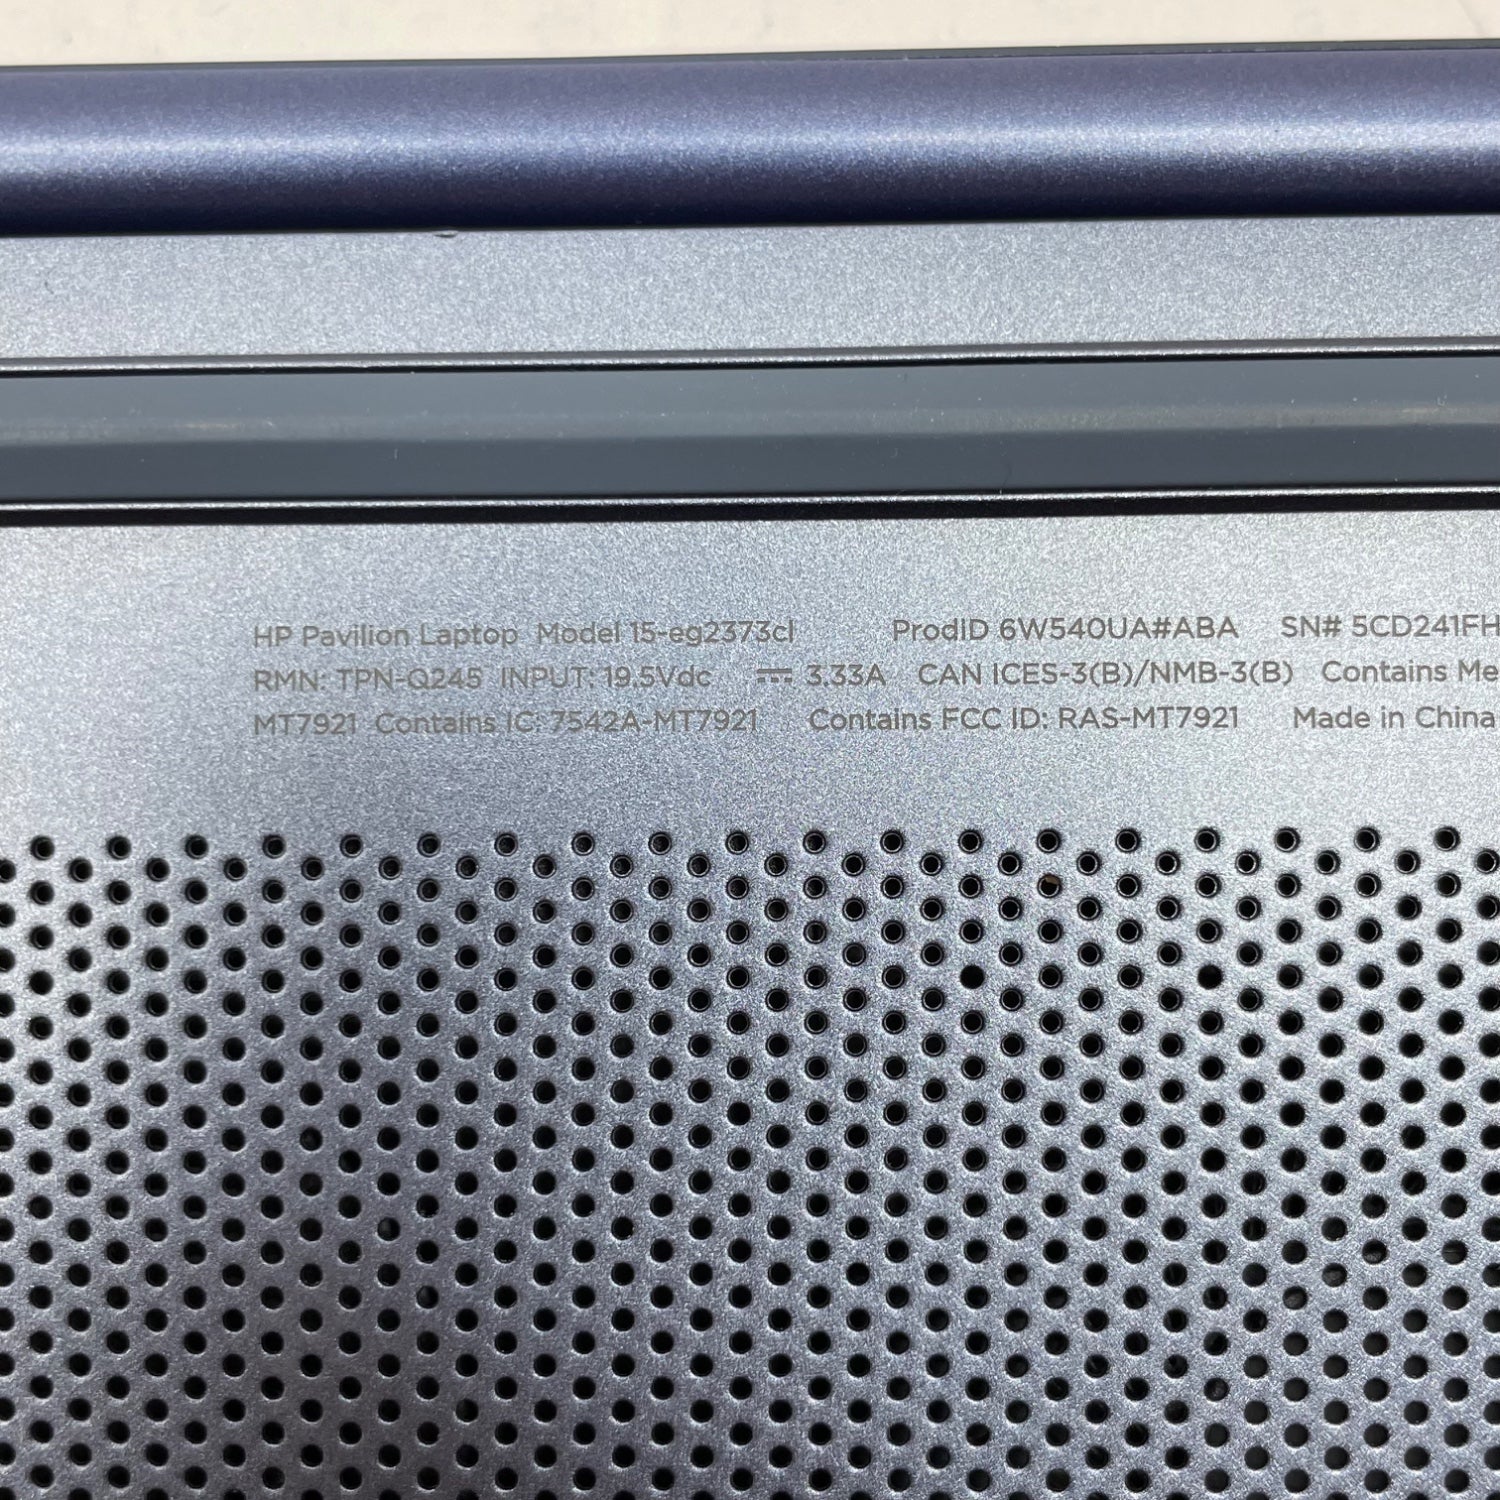 HP Pavilion Laptop Model 15-eg2373cl ProdID 6W540UA#ABA SN# 5CD241FH
RMN: TPN-Q245 INPUT: 19.5Vdc ⎓ 3.33A CAN ICES-3(B)/NMB-3(B) Contains Me
MT7921 Contains IC: 7542A-MT7921 Contains FCC ID: RAS-MT7921 Made in China